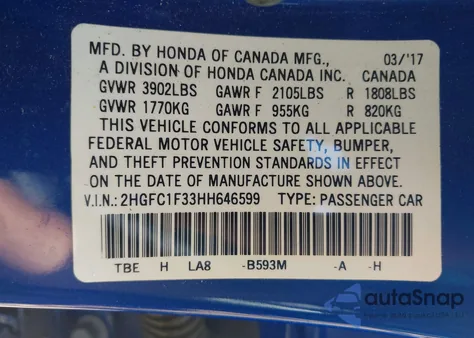 MFD. BY HONDA OF CANADA MFG., 03/'17
A DIVISION OF HONDA CANADA INC. CANADA
GVWR 3902LBS GAWR F 2105LBS R 1808LBS
GVWR 1770KG GAWR F 955KG R 820KG
THIS VEHICLE CONFORMS TO ALL APPLICABLE
FEDERAL MOTOR VEHICLE SAFETY, BUMPER,
AND THEFT PREVENTION STANDARDS IN EFFECT
ON THE DATE OF MANUFACTURE SHOWN ABOVE.
V.I.N.: 2HGFC1F33HH646599 TYPE: PASSENGER CAR
TBE H LA8 -B593M -A -H
autoSnap